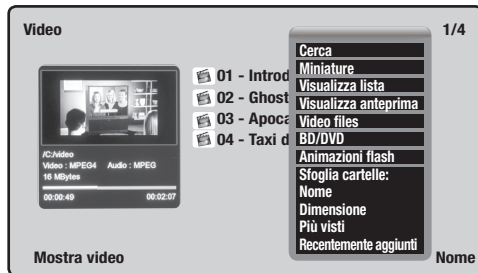 Video
1/4
01 - Introd
02 - Ghost
03 - Apoca
04 - Taxi d
/C:/video
Video : MPEG4 Audio : MPEG
16 MBytes
00:00:49 00:02:07
Cerca
Miniature
Visualizza lista
Visualizza anteprima
Video files
BD/DVD
Animazioni flash
Sfoglia cartelle:
Nome
Dimensione
Più visti
Recentemente aggiunti
Mostra video
Nome